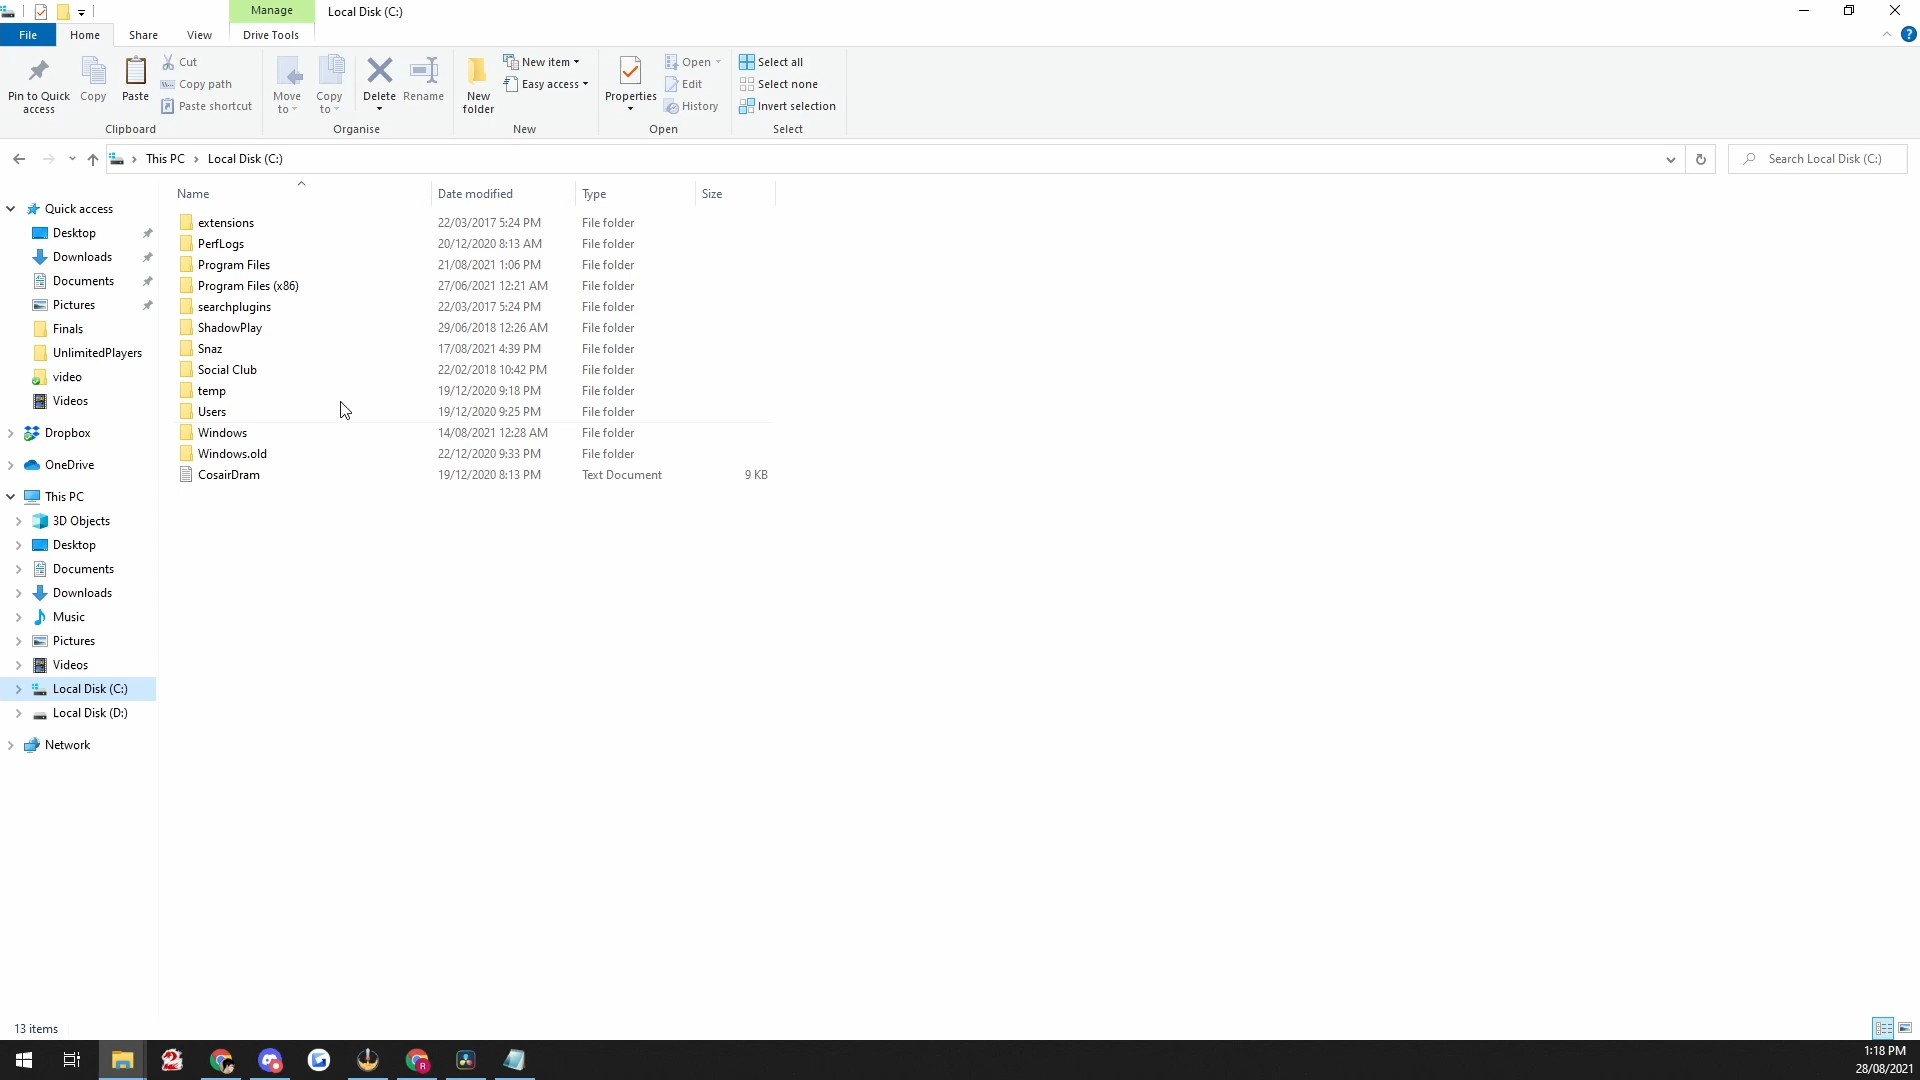 Manage
Local Disk (C:)
File
Home
Share
View
Drive Tools
Pin to Quick access
Copy
Paste
Cut
Copy path
Paste shortcut
Clipboard
Move to
Copy to
Delete
Rename
Organise
New folder
New item
Easy access
New
Properties
Open
Edit
History
Open
Select all
Select none
Invert selection
Select
This PC > Local Disk (C:)
Search Local Disk (C:)
Quick access
Desktop
Downloads
Documents
Pictures
Finals
UnlimitedPlayers
video
Videos
Dropbox
OneDrive
This PC
3D Objects
Desktop
Documents
Downloads
Music
Pictures
Videos
Local Disk (C:)
Local Disk (D:)
Network
Name Date modified Type Size
extensions 22/03/2017 5:24 PM File folder
PerfLogs 20/12/2020 8:13 AM File folder
Program Files 21/08/2021 1:06 PM File folder
Program Files (x86) 27/06/2021 12:21 AM File folder
searchplugins 22/03/2017 5:24 PM File folder
ShadowPlay 29/06/2018 12:26 AM File folder
Snaz 17/08/2021 4:39 PM File folder
Social Club 22/02/2018 10:42 PM File folder
temp 19/12/2020 9:18 PM File folder
Users 19/12/2020 9:25 PM File folder
Windows 14/08/2021 12:28 AM File folder
Windows.old 22/12/2020 9:33 PM File folder
CosairDram 19/12/2020 8:13 PM Text Document 9 KB
13 items
1:18 PM
28/08/2021